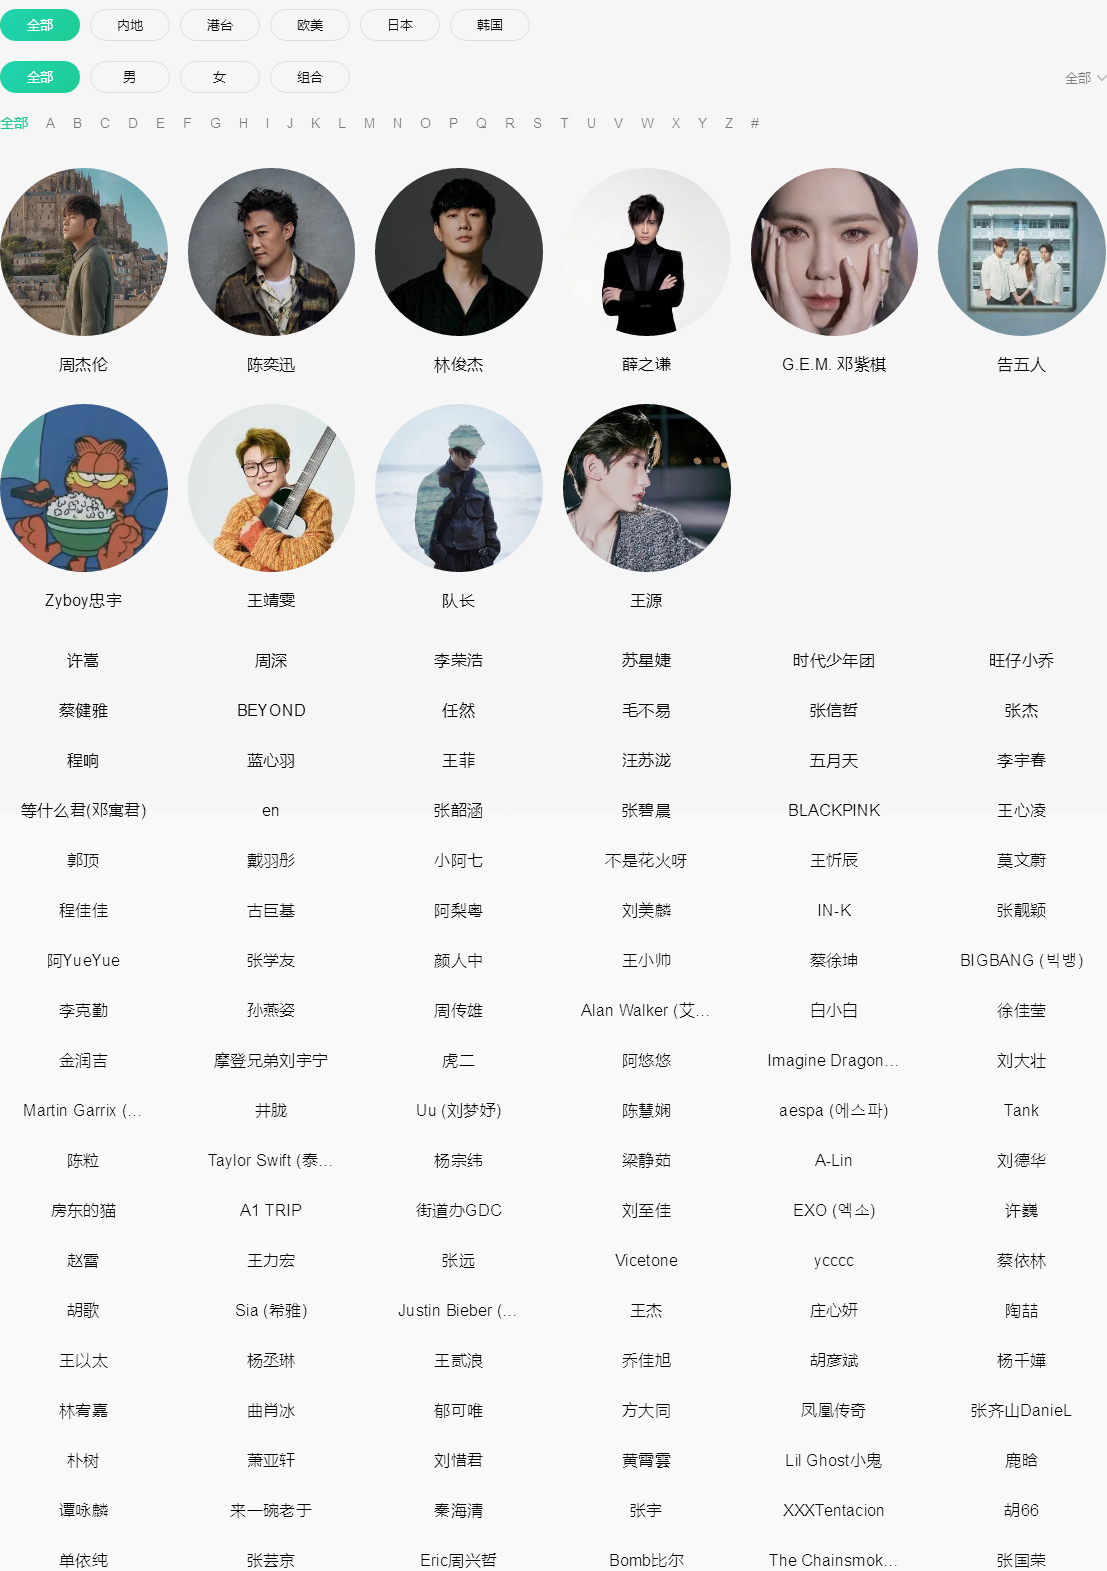 全部 内地 港台 欧美 日本 韩国
全部 男 女 组合 全部
全部 A B C D E F G H I J K L M N O P Q R S T U V W X Y Z #
周杰伦 陈奕迅 林俊杰 薛之谦 G.E.M. 邓紫棋 告五人
Zyboy忠宇 王靖雯 队长 王源
许嵩 周深 李荣浩 苏星婕 时代少年团 旺仔小乔
蔡健雅 BEYOND 任然 毛不易 张信哲 张杰
程响 蓝心羽 王菲 汪苏泷 五月天 李宇春
等什么君(邓寓君) en 张韶涵 张碧晨 BLACKPINK 王心凌
郭顶 戴羽彤 小阿七 不是花火呀 王忻辰 莫文蔚
程佳佳 古巨基 阿梨粤 刘美麟 IN-K 张靓颖
阿YueYue 张学友 颜人中 王小帅 蔡徐坤 BIGBANG (빅뱅)
李克勤 孙燕姿 周传雄 Alan Walker (艾... 白小白 徐佳莹
金润吉 摩登兄弟刘宇宁 虎二 阿悠悠 Imagine Dragon... 刘大壮
Martin Garrix (... 井胧 Uu (刘梦妤) 陈慧娴 aespa (에스파) Tank
陈粒 Taylor Swift (泰... 杨宗纬 梁静茹 A-Lin 刘德华
房东的猫 A1 TRIP 街道办GDC 刘至佳 EXO (엑소) 许巍
赵雷 王力宏 张远 Vicetone ycccc 蔡依林
胡歌 Sia (希雅) Justin Bieber (... 王杰 庄心妍 陶喆
王以太 杨丞琳 王贰浪 乔佳旭 胡彦斌 杨千嬅
林宥嘉 曲肖冰 郁可唯 方大同 凤凰传奇 张齐山DanieL
朴树 萧亚轩 刘惜君 黄霄雲 Lil Ghost小鬼 鹿晗
谭咏麟 来一碗老于 秦海清 张宇 XXXTentacion 胡66
单依纯 张芸京 Eric周兴哲 Bomb比尔 The Chainsmok... 张国荣